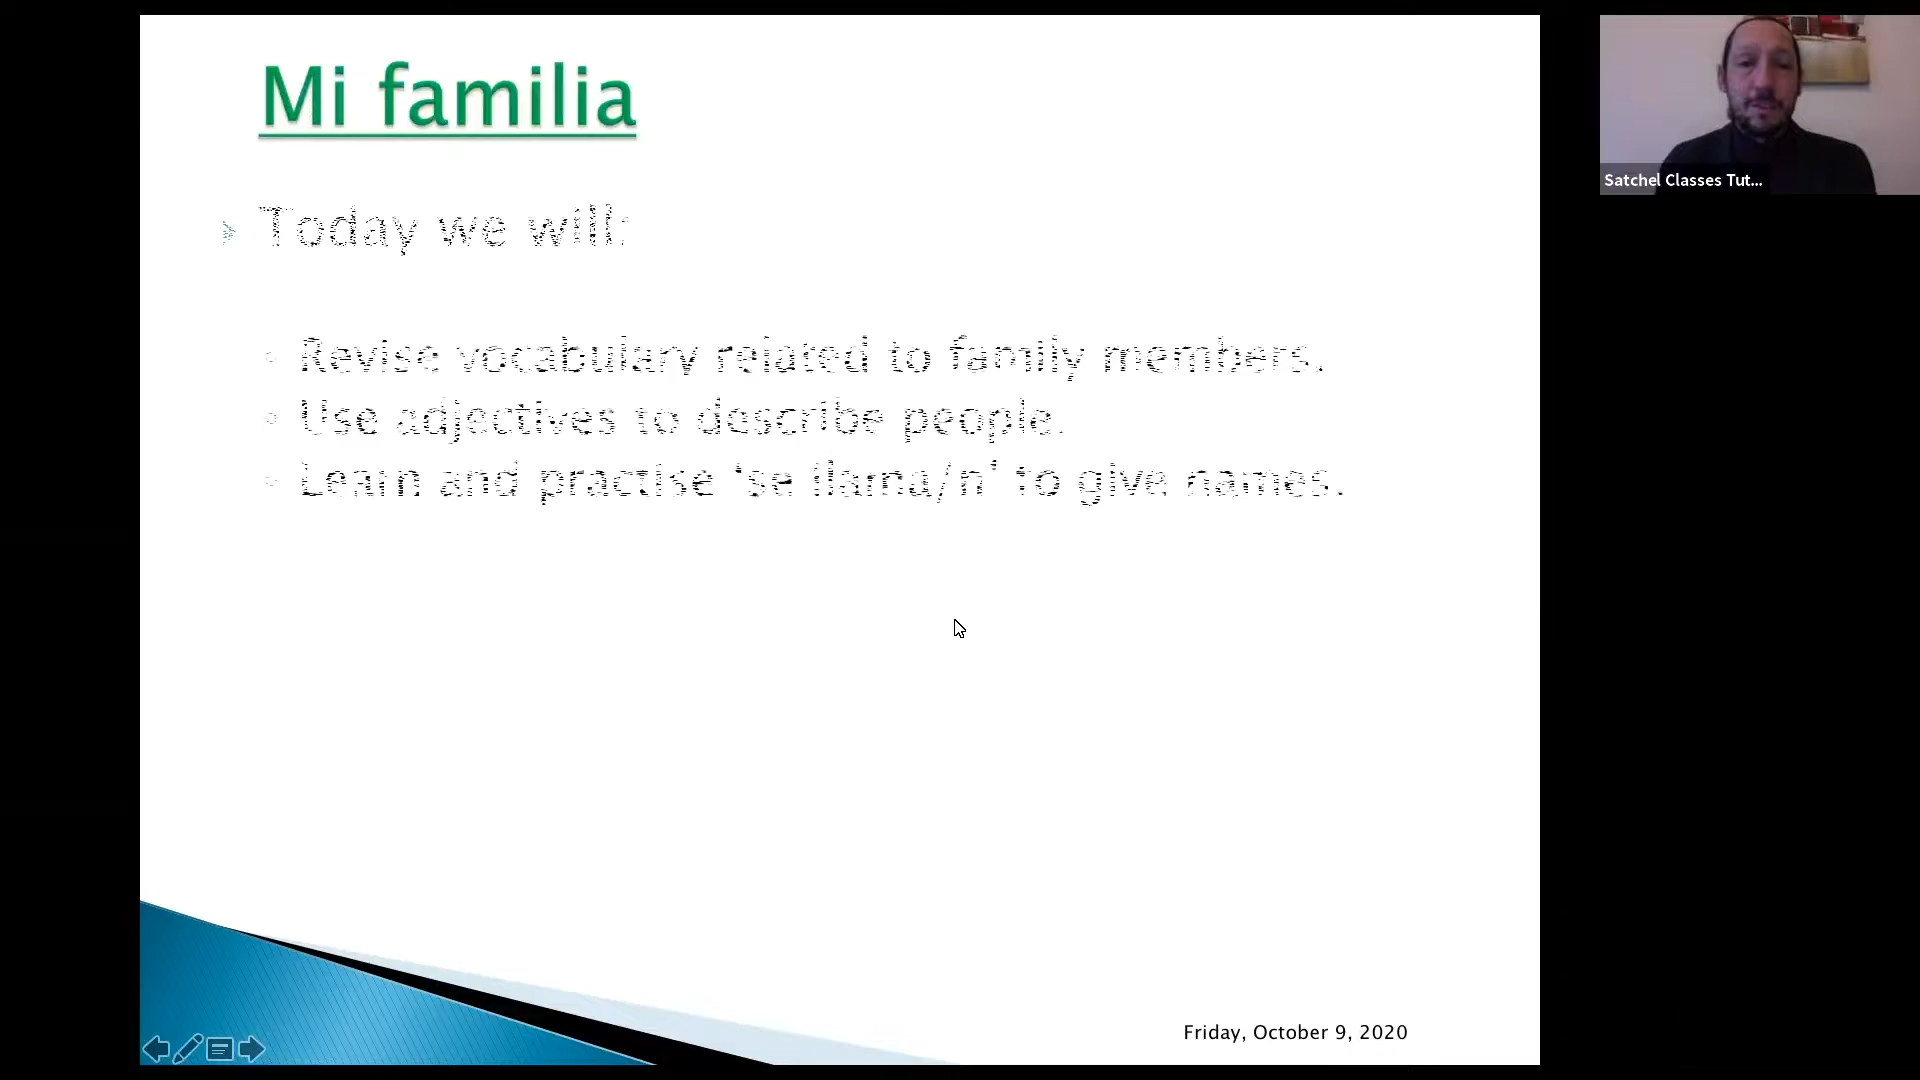 Mi familia
Today we will:
Revise vocabulary related to family members.
Use adjectives to describe people.
Learn and practise 'se llama/n' to give names.
Friday, October 9, 2020
Satchel Classes Tut...